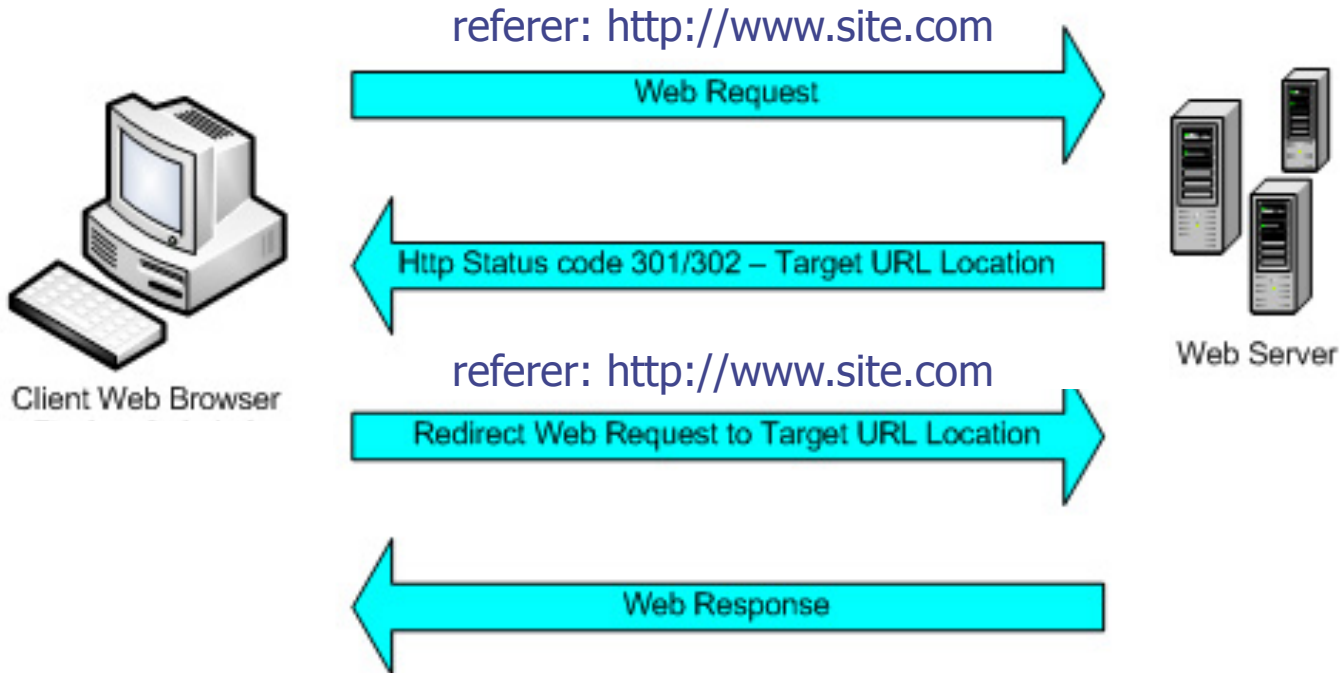 referer: http://www.site.com
Web Request
Http Status code 301/302 – Target URL Location
Web Server
referer: http://www.site.com
Client Web Browser
Redirect Web Request to Target URL Location
Web Response